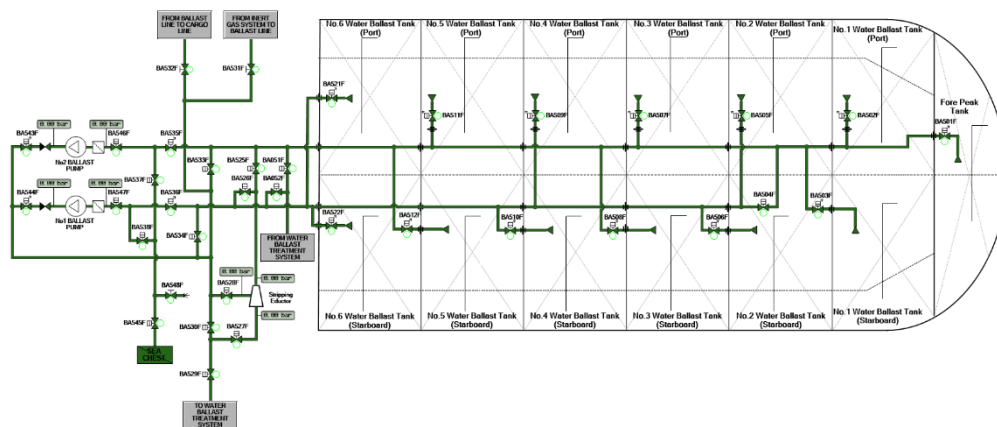 FROM BALLAST
LINE TO CARGO
LINE
FROM INERT
GAS SYSTEM TO
BALLAST LINE
No.6 Water Ballast Tank
(Port)
No.5 Water Ballast Tank
(Port)
No.4 Water Ballast Tank
(Port)
No.3 Water Ballast Tank
(Port)
No.2 Water Ballast Tank
(Port)
No.1 Water Ballast Tank
(Port)
BA532F
BA531F
BA521F
BA511F
BA509F
BA507F
BA505F
BA502F
Fore Peak
Tank
BA501F
0.00 bar
0.00 bar
BA543F
BA546F
BA535F
No2 BALLAST
PUMP
BA533F
BA525F
BA051F
BA537F
BA526F
BA052F
0.00 bar
0.00 bar
BA544F
BA547F
BA536F
No1 BALLAST
PUMP
BA504F
BA503F
BA522F
BA512F
BA510F
BA508F
BA506F
BA538F
BA534F
FROM WATER
BALLAST
TREATMENT
SYSTEM
0.00 bar
0.00 bar
BA548F
BA528F
Stripping
Eductor
0.00 bar
BA545F
BA530F
BA527F
SEA
CHEST
No.6 Water Ballast Tank
(Starboard)
No.5 Water Ballast Tank
(Starboard)
No.4 Water Ballast Tank
(Starboard)
No.3 Water Ballast Tank
(Starboard)
No.2 Water Ballast Tank
(Starboard)
No.1 Water Ballast Tank
(Starboard)
BA529F
TO WATER
BALLAST
TREATMENT
SYSTEM